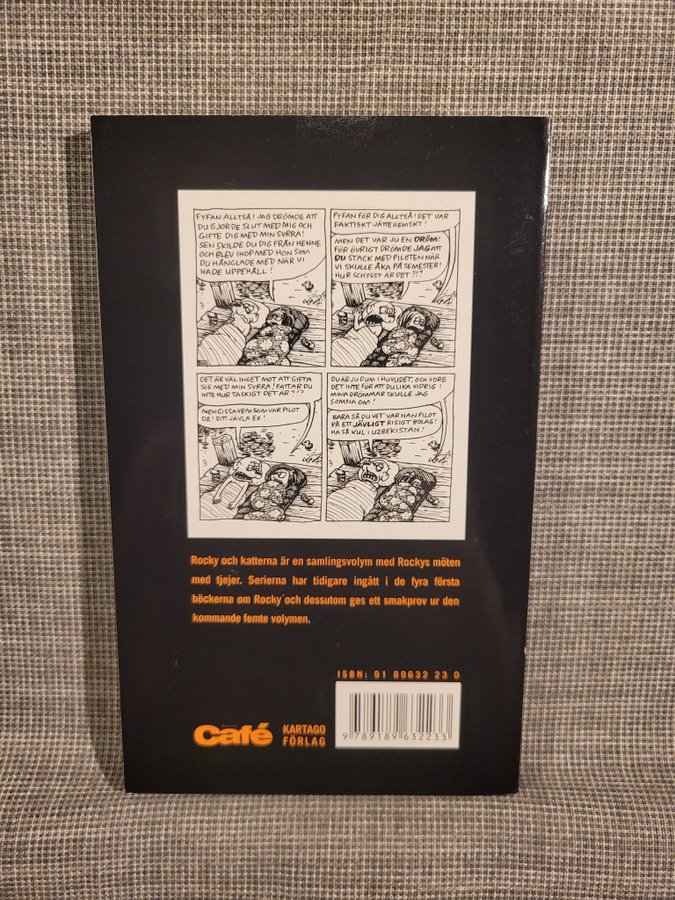 FYFAN ALLTSÅ! JAG DRÖMDE ATT
DU GJORDE SLUT MED MIG OCH
GIFTE DIG MED MIN SYRRA!
SEN SKILDE DU DIG FRÅN HENNE
OCH BLEV IHOP MED HON SOM
DU HÅNGLADE MED NÄR VI
HADE UPPEHÅLL!
FY FAN FÖR DIG ALLTSÅ! DET VAR
FAKTISKT JÄTTEHEMSKT!
MEN DET VAR JU EN DRÖM!
FÖR ÖVRIGT DRÖMDE JAG ATT
DU STACK MED PILOTEN NÄR
VI SKULLE ÅKA PÅ SEMESTER!
HUR SCHYSST ÄR DET?!?
DET ÄR VÄL INGET MOT ATT GIFTA
SIG MED MIN SYRRA! FATTAR DU
INTE HUR TASKIGT DET ÄR?!?
MEN GISSA VEM SOM VAR PILOT
DÅ! DITT JÄVLA EX!
DU ÄR JU DUM I HUVUDET, OCH VORE
DET INTE FÖR ATT DU LIKA VIDRIG I
MINA DRÖMMAR SKULLE JAG
SOMNA OM!
BARA SÅ DU VET VAR HAN PILOT
PÅ ETT JÄVLIGT RISIGT BOLAG!
HA SÅ KUL I UZBEKISTAN!
Rocky och katterna är en samlingsvolym med Rockys möten
med tjejer. Serierna har tidigare ingått i de fyra första
böckerna om Rocky och dessutom ges ett smakprov ur den
kommande femte volymen.
ISBN: 91 89632 23 0
Café
KARTAGO
FÖRLAG
9 789189 632233